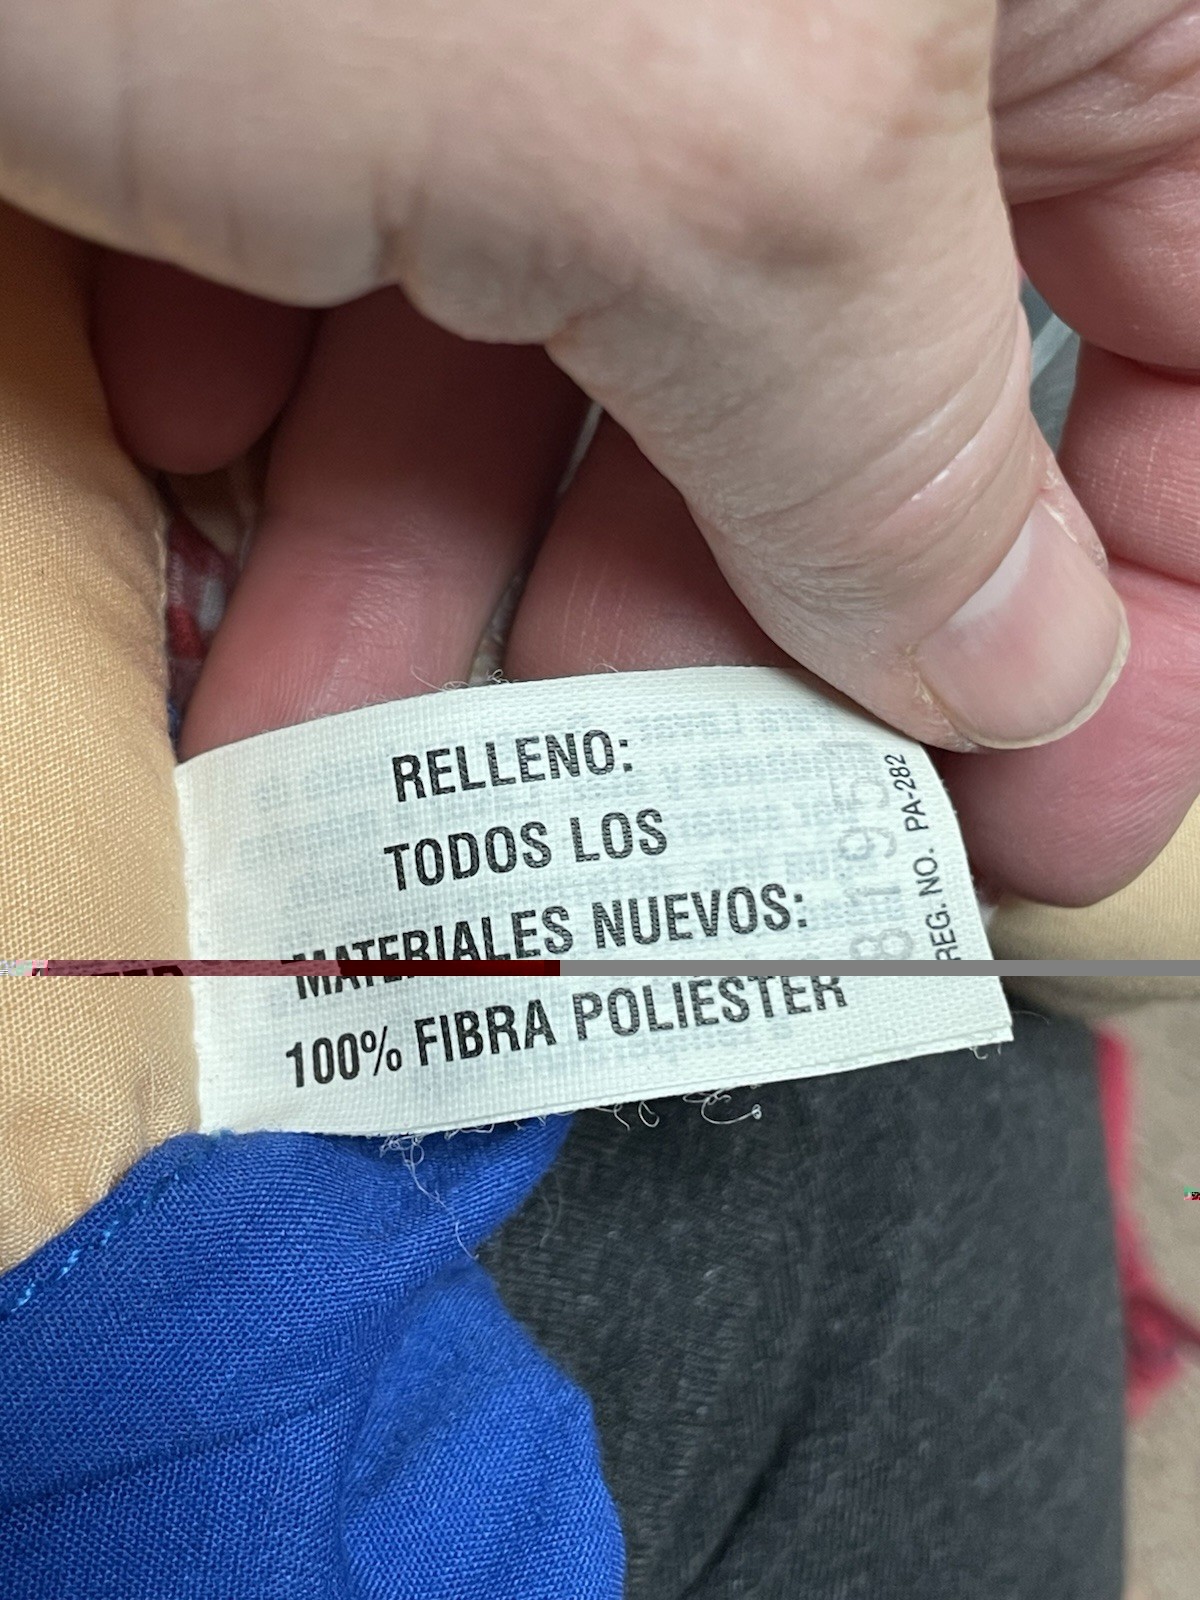 RELLENO:
TODOS LOS
MATERIALES NUEVOS:
100% FIBRA POLIESTER
REG. NO. PA-282